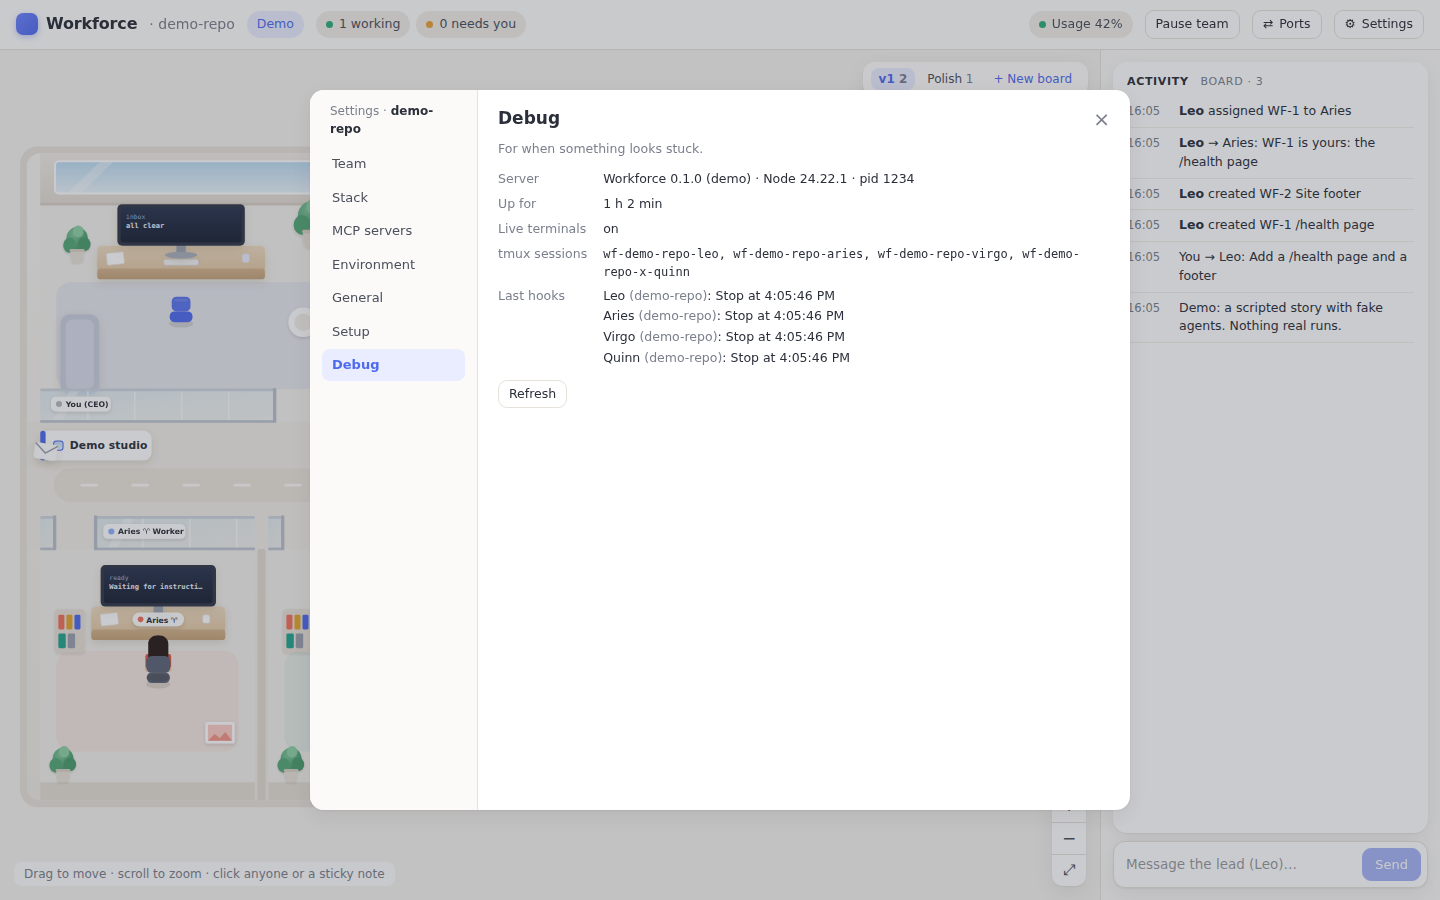 Workforce · demo-repo Demo 1 working 0 needs you Usage 42% Pause team ⇄ Ports ⚙ Settings
v1 2 Polish 1 + New board
Settings · demo-
repo
Team
Stack
MCP servers
Environment
General
Setup
Debug
Debug
×
For when something looks stuck.
Server Workforce 0.1.0 (demo) · Node 24.22.1 · pid 1234
Up for 1 h 2 min
Live terminals on
tmux sessions wf-demo-repo-leo, wf-demo-repo-aries, wf-demo-repo-virgo, wf-demo-
repo-x-quinn
Last hooks Leo (demo-repo): Stop at 4:05:46 PM
Aries (demo-repo): Stop at 4:05:46 PM
Virgo (demo-repo): Stop at 4:05:46 PM
Quinn (demo-repo): Stop at 4:05:46 PM
Refresh
ACTIVITY BOARD · 3
16:05 Leo assigned WF-1 to Aries
16:05 Leo → Aries: WF-1 is yours: the
/health page
16:05 Leo created WF-2 Site footer
16:05 Leo created WF-1 /health page
16:05 You → Leo: Add a /health page and a
footer
16:05 Demo: a scripted story with fake
agents. Nothing real runs.
Message the lead (Leo)… Send
inbox
all clear
You (CEO)
Demo studio
Aries ♈ Worker
ready
Waiting for instructi…
Aries ♈
−
⤢
Drag to move · scroll to zoom · click anyone or a sticky note